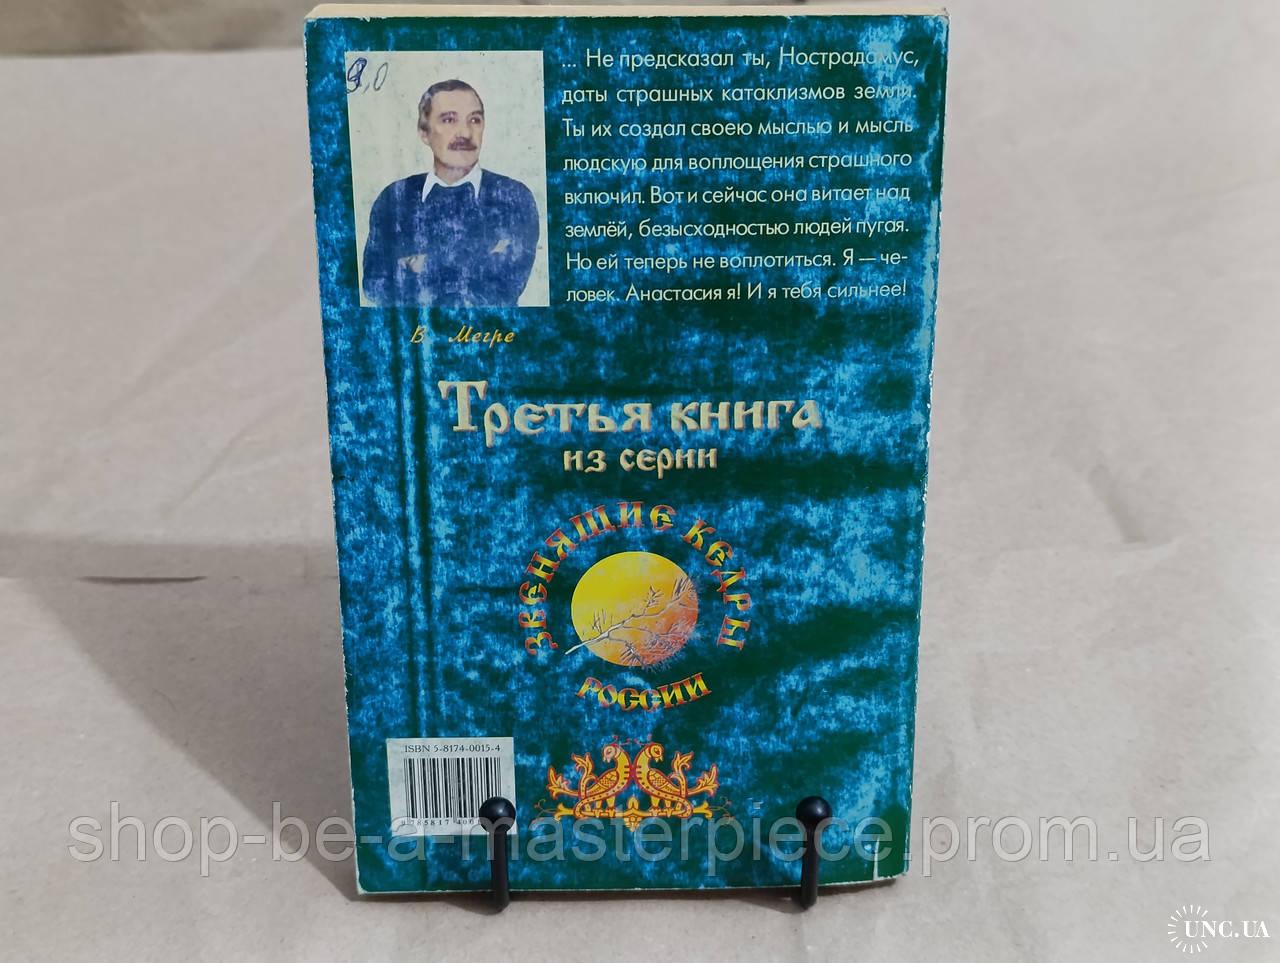 ... Не предсказал ты, Нострадамус,
даты страшных катаклизмов земли.
Ты их создал своею мыслью и мысль
людскую для воплощения страшного
включил. Вот и сейчас она витает над
землёй, безысходностью людей пугая.
Но ей теперь не воплотиться. Я — че-
ловек. Анастасия я! И я тебя сильнее!
В Мегре
Третья книга
из серии
ЗВЕНЯЩИЕ КЕДРЫ
РОССИИ
ISBN 5-8174-0015-4
shop-be-a-masterpiece.prom.ua
UNC.UA